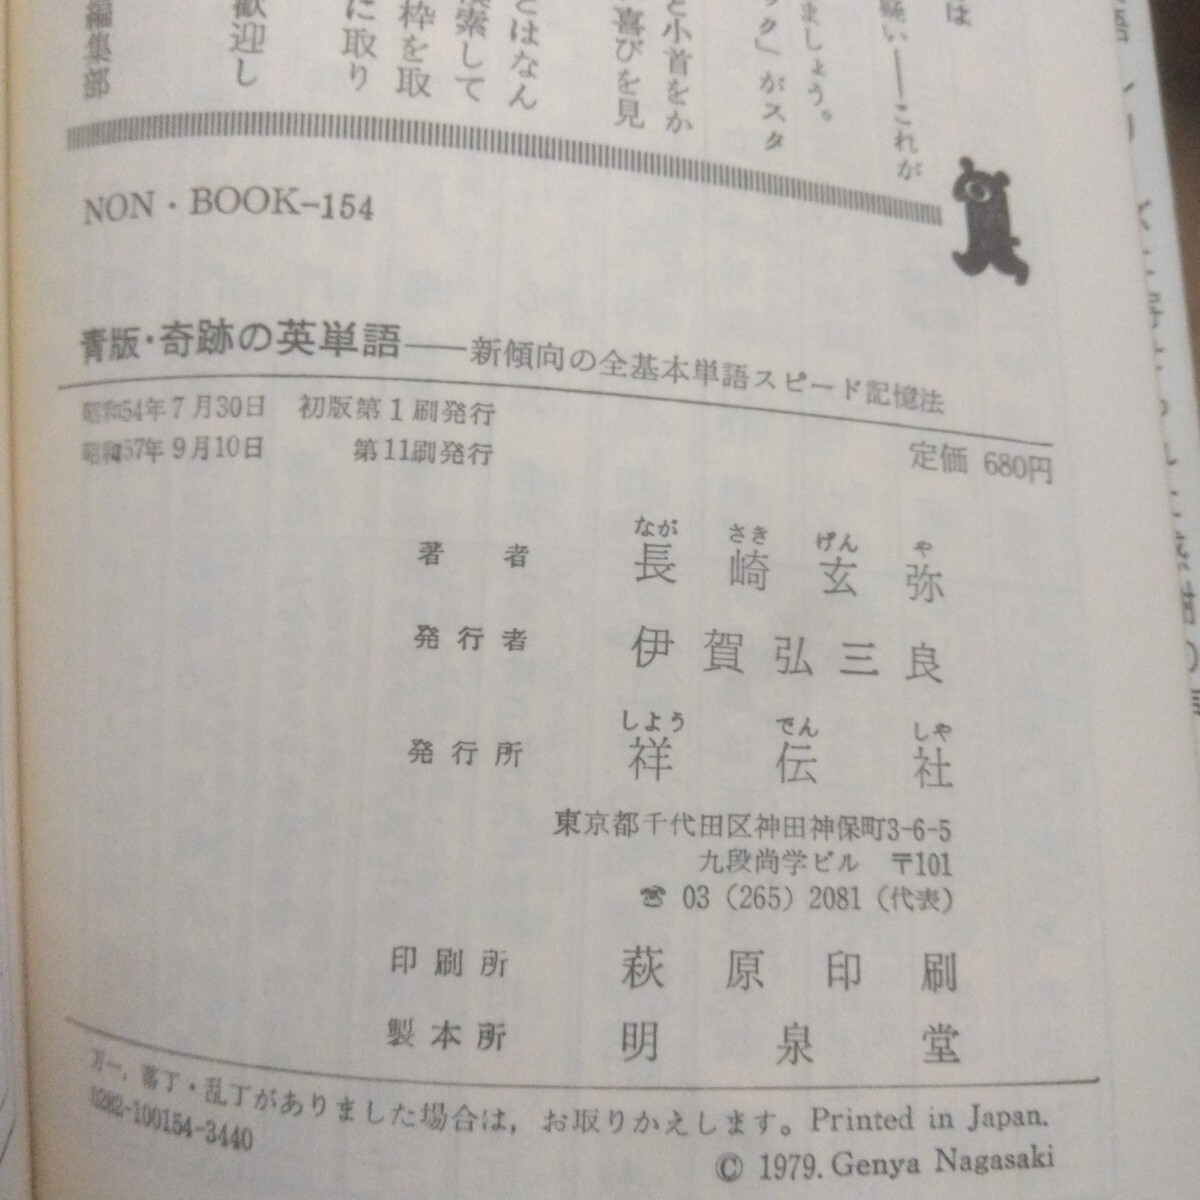 は
疑い――これが
ましょう。
ック」がスタ
と小首をか
喜びを見
とはなん
索して
枠を取
に取り
歓迎し
編集部
NON・BOOK-154
青版・奇跡の英単語――新傾向の全基本単語スピード記憶法
昭和54年7月30日 初版第1刷発行
昭和57年9月10日 第11刷発行
定価 680円
なが さき げん や
著者 長崎玄弥
発行者 伊賀弘三良
しよう でん しや
発行所 祥伝社
東京都千代田区神田神保町3-6-5
九段尚学ビル 〒101
☎ 03(265)2081(代表)
印刷所 萩原印刷
製本所 明泉堂
万一,落丁・乱丁がありました場合は,お取りかえします。Printed in Japan.
0282-100154-3440
© 1979. Genya Nagasaki